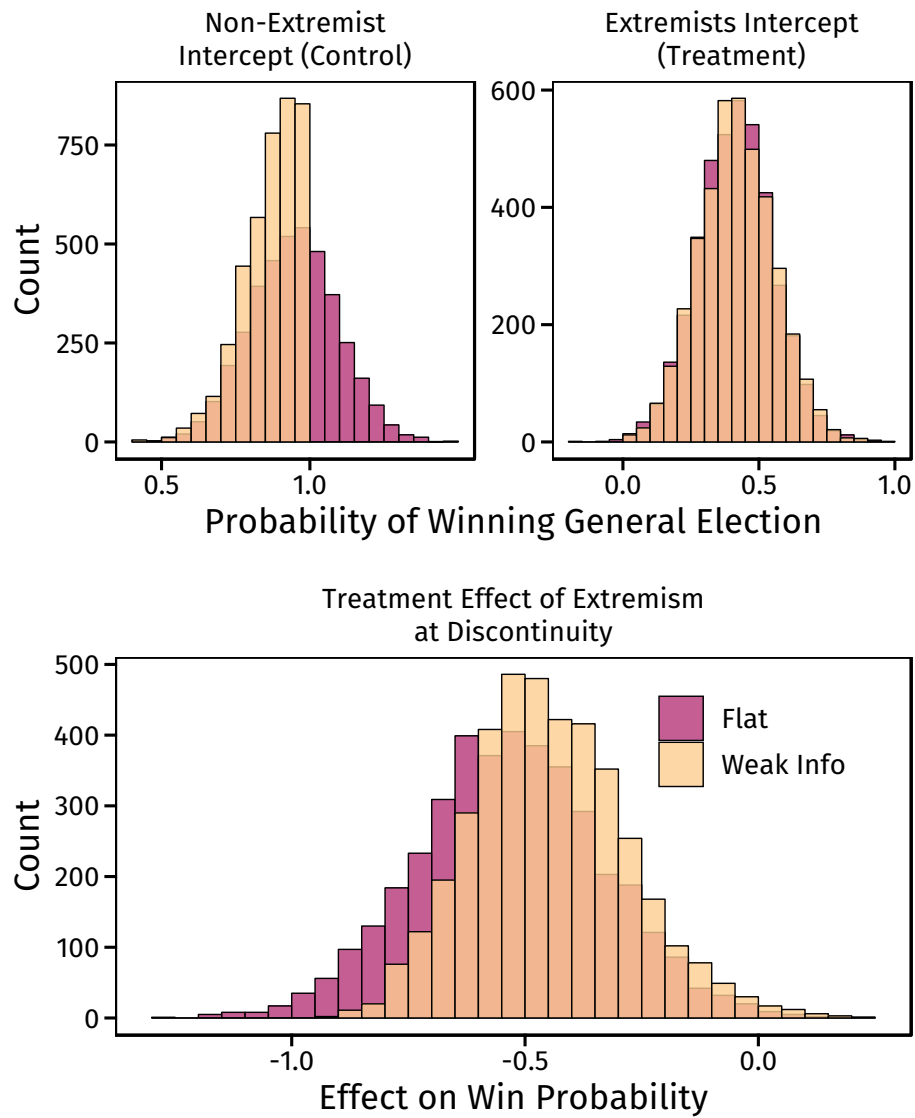 Non-Extremist
Intercept (Control)
Extremists Intercept
(Treatment)
Count
750
500
250
0
0.5
1.0
600
400
200
0
0.0
0.5
1.0
Probability of Winning General Election
Treatment Effect of Extremism
at Discontinuity
Count
500
400
300
200
100
0
Flat
Weak Info
-1.0
-0.5
0.0
Effect on Win Probability